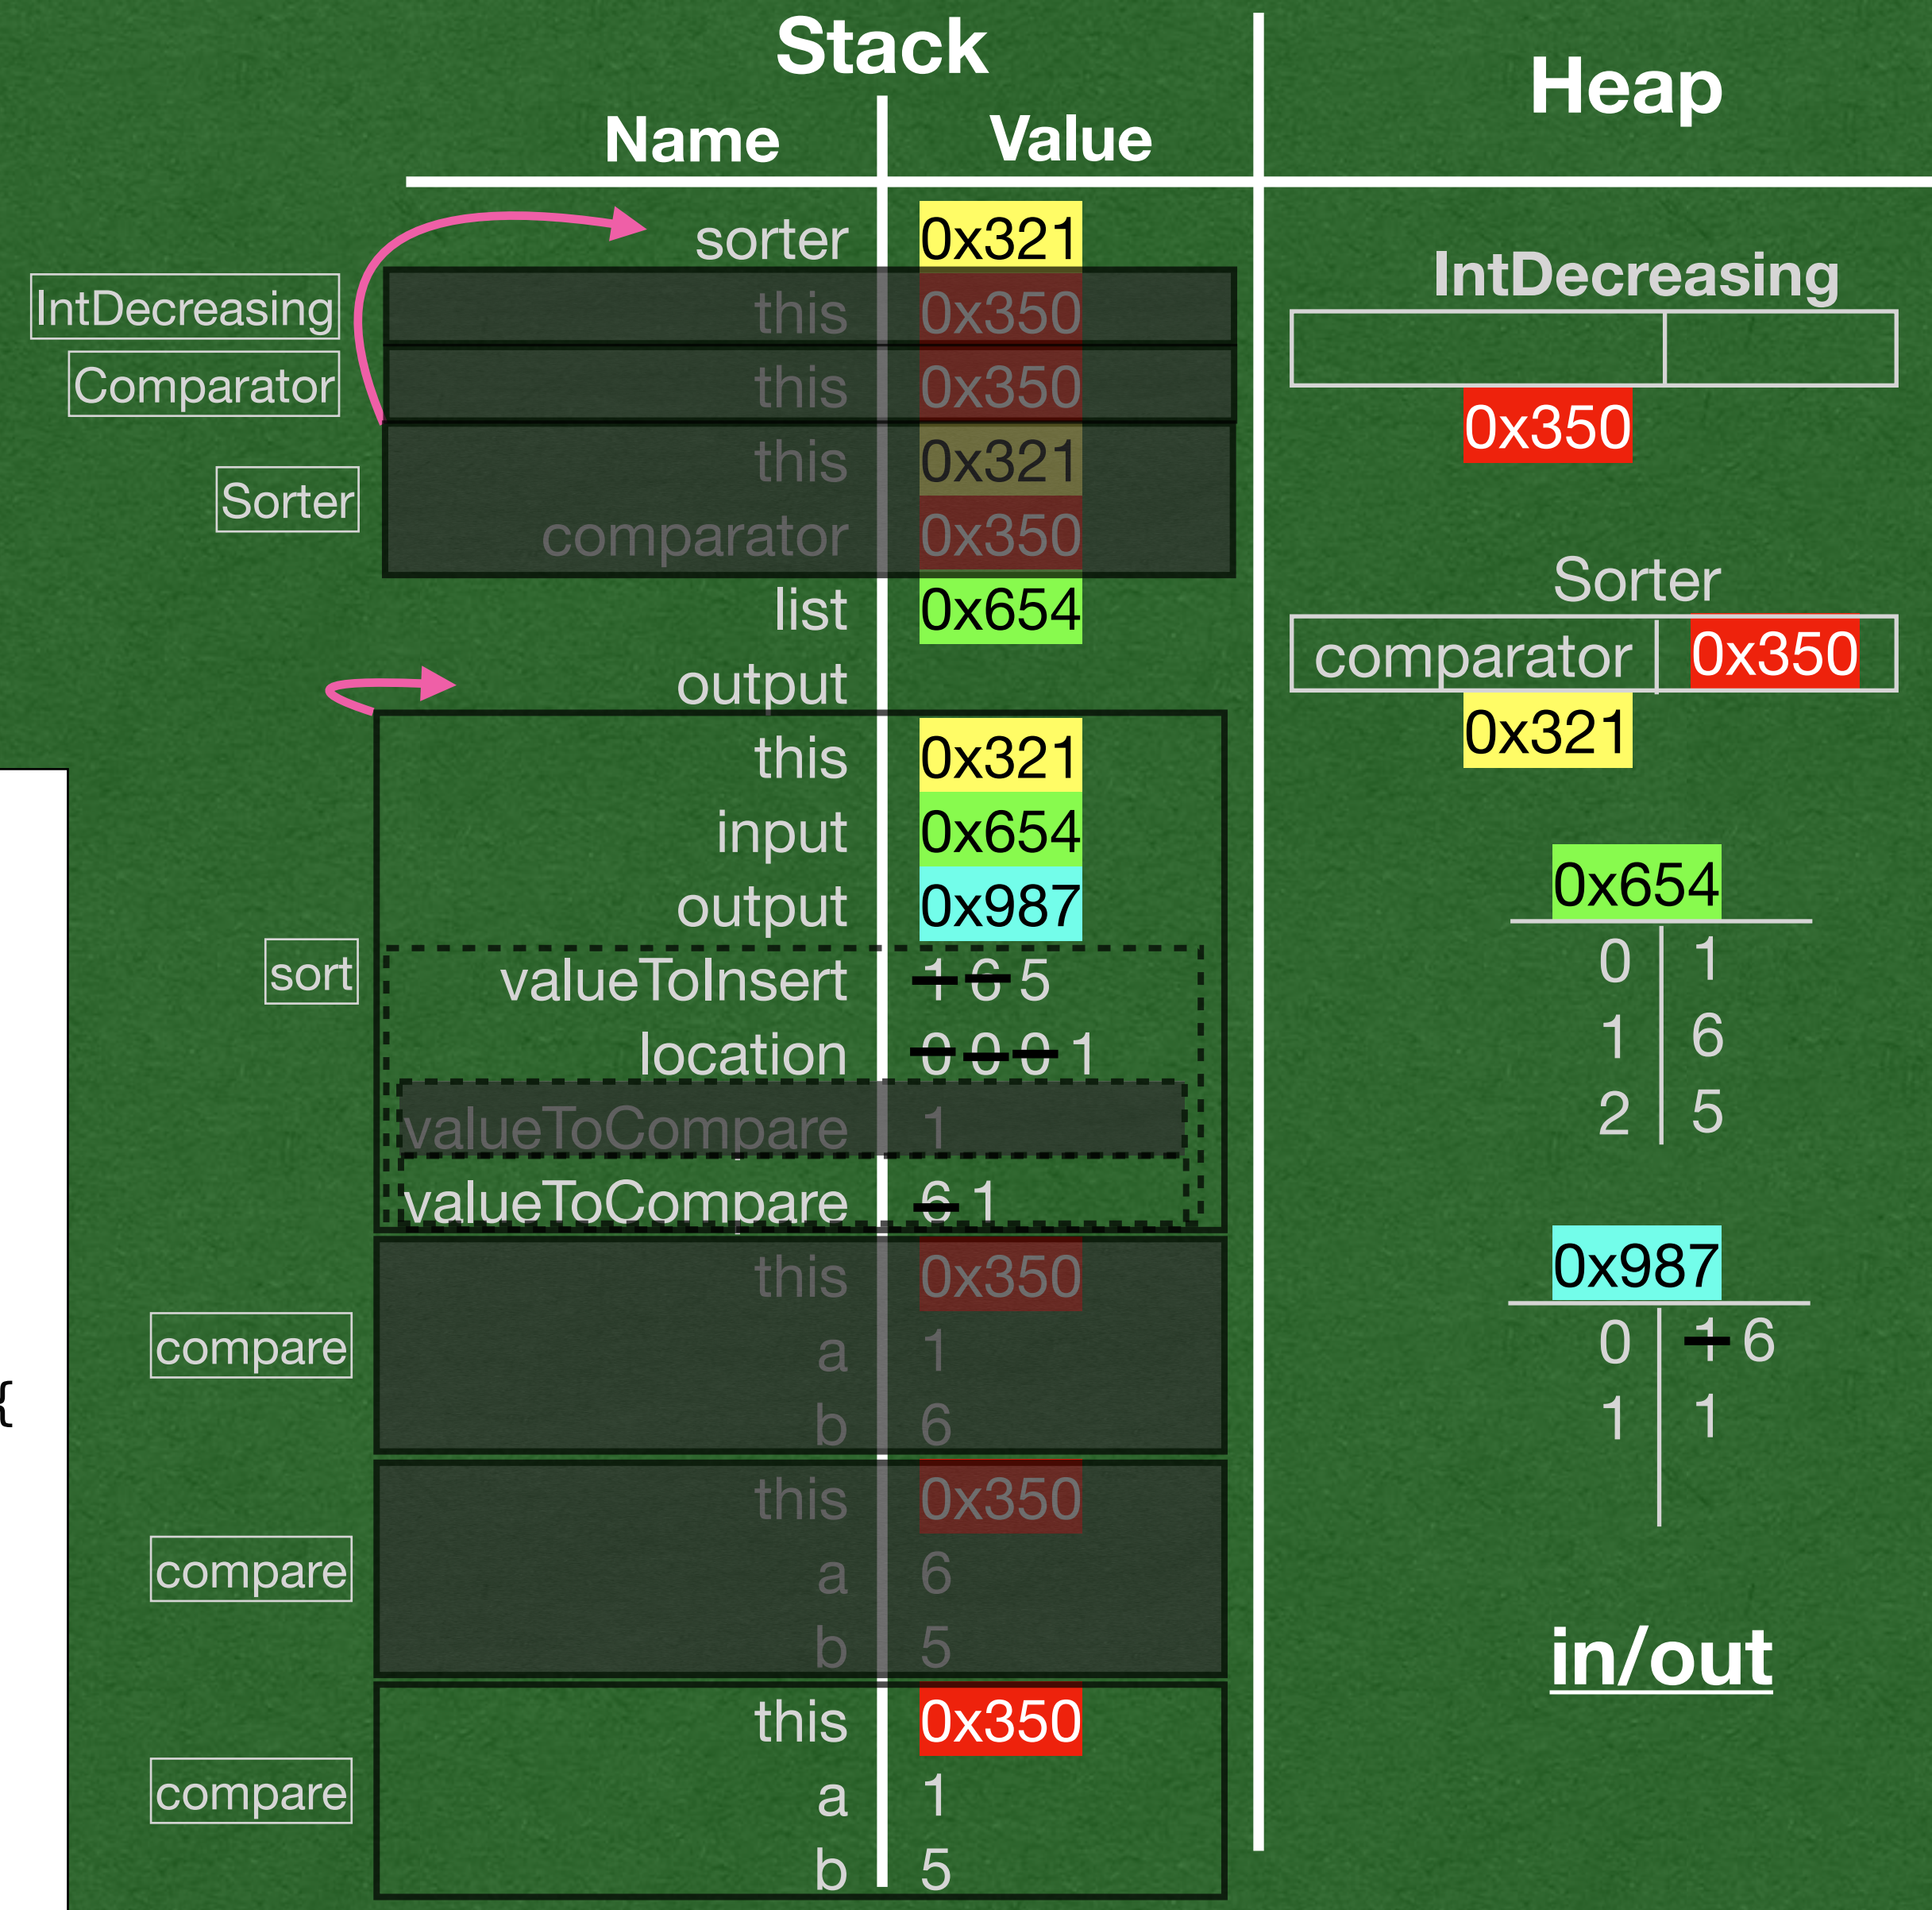 Stack
Heap
Name Value
sorter 0x321
IntDecreasing this 0x350
Comparator this 0x350
this 0x321
Sorter
comparator 0x350
list 0x654
output
this 0x321
input 0x654
output 0x987
sort
valueToInsert 1 6 5
location 0 0 0 1
valueToCompare 1
valueToCompare 6 1
this 0x350
compare a 1
b 6
this 0x350
compare a 6
b 5
this 0x350
compare a 1
b 5
{
IntDecreasing
0x350
Sorter
comparator 0x350
0x321
0x654
0 1
1 6
2 5
0x987
0 1 6
1 1
in/out